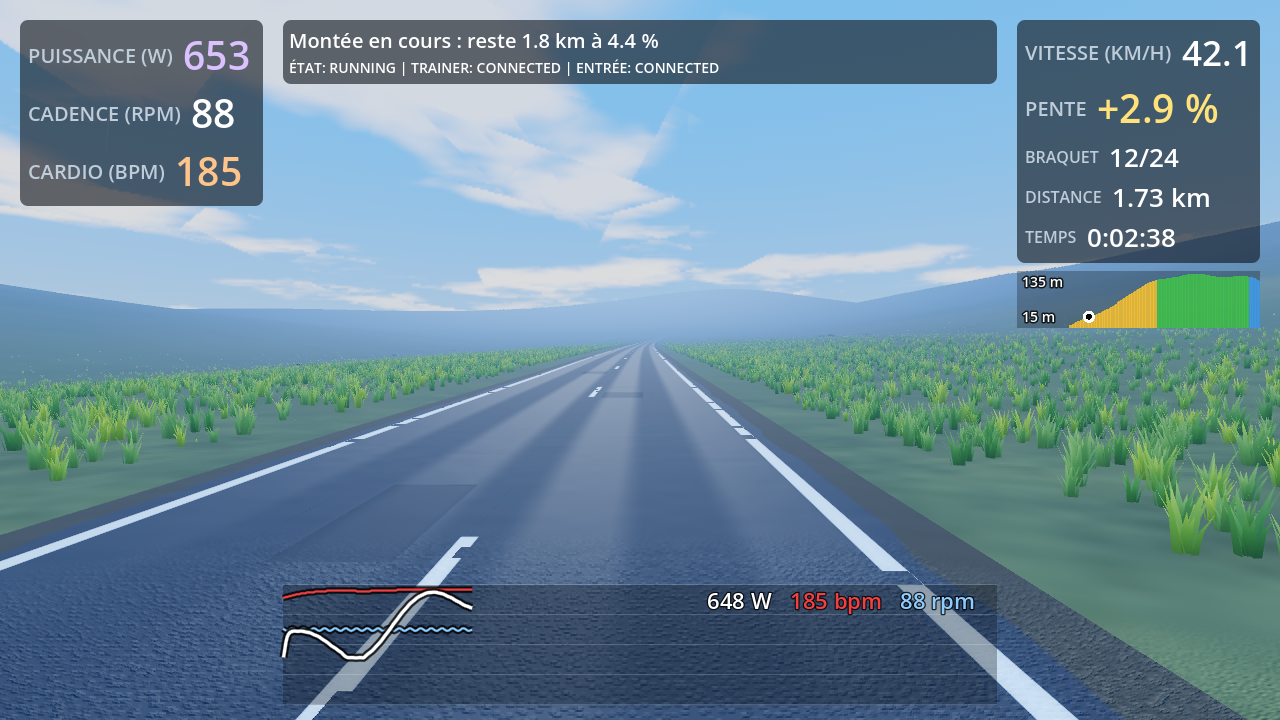 PUISSANCE (W) 653
CADENCE (RPM) 88
CARDIO (BPM) 185
Montée en cours : reste 1.8 km à 4.4 %
ÉTAT: RUNNING | TRAINER: CONNECTED | ENTRÉE: CONNECTED
VITESSE (KM/H) 42.1
PENTE +2.9 %
BRAQUET 12/24
DISTANCE 1.73 km
TEMPS 0:02:38
135 m
15 m
648 W 185 bpm 88 rpm